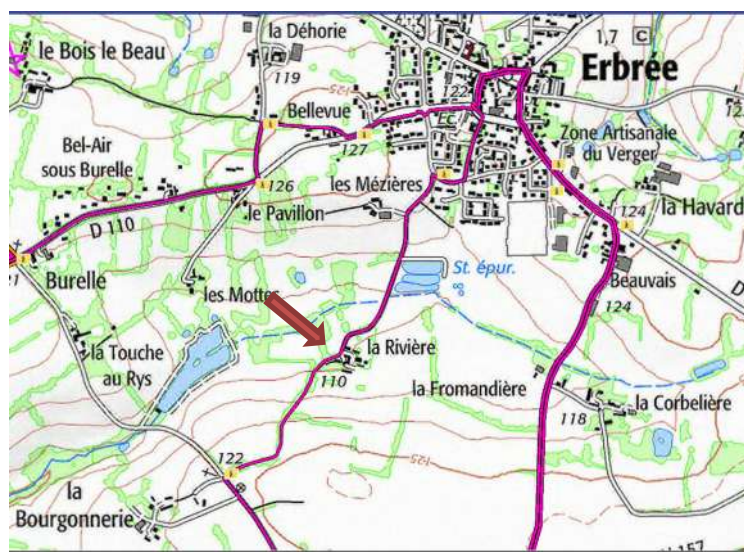 le Bois le Beau
la Déhorie
119
125
1,7 C
Erbrée
122
EC
Bellevue
127
Zone Artisanale
du Verger
Bel-Air
sous Burelle
126
les Mézières
le Pavillon
124
la Havard
D 110
Burelle
St. épur.
Beauvais
D
les Mottes
124
la Touche
au Rys
la Rivière
110
la Fromandière
la Corbelière
118
122
125
la
Bourgonnerie